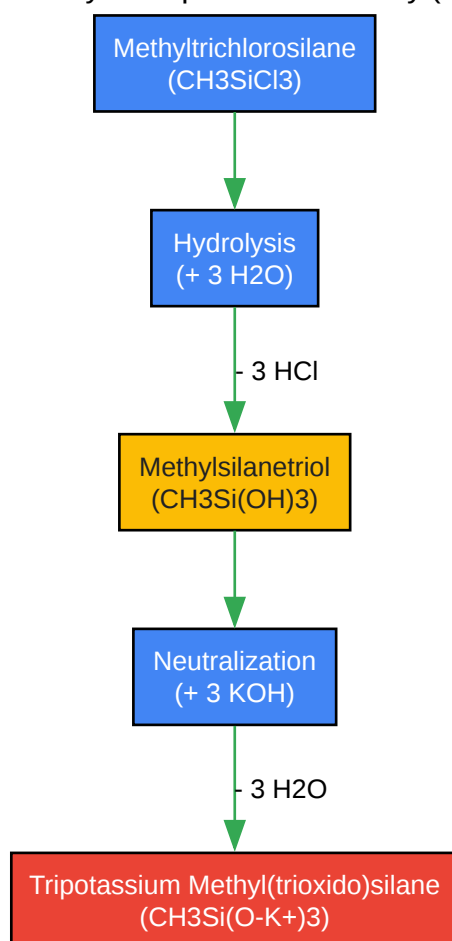 Methyltrichlorosilane
(CH3SiCl3)
Hydrolysis
(+ 3 H2O)
- 3 HCl
Methylsilanetriol
(CH3Si(OH)3)
Neutralization
(+ 3 KOH)
- 3 H2O
Tripotassium Methyl(trioxido)silane
(CH3Si(O-K+)3)